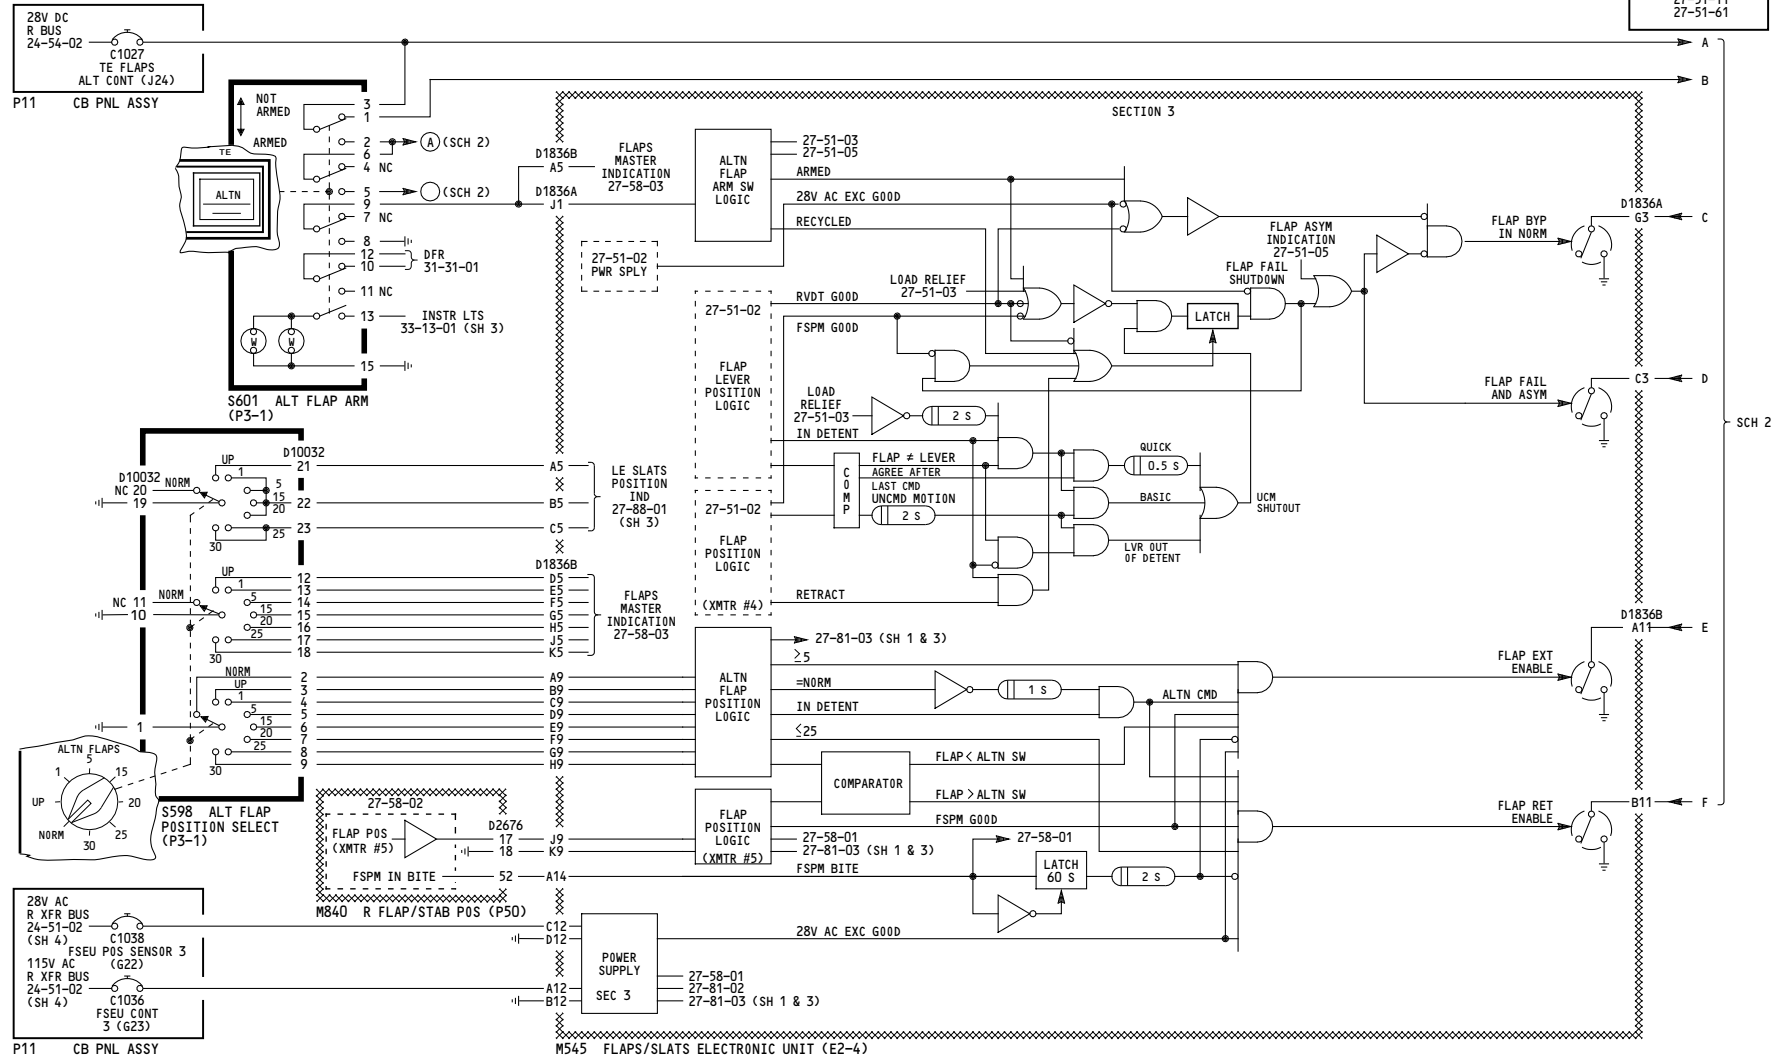 28V DC
R BUS
24-54-02
C1027
TE FLAPS
ALT CONT (J24)
P11 CB PNL ASSY
27-51-61
A
B
NOT
ARMED
ARMED
TE
ALTN
3
1
2
6
4 NC
5
9
7 NC
8
12
10
11 NC
13
15
A (SCH 2)
(SCH 2)
DFR
31-31-01
INSTR LTS
33-13-01 (SH 3)
W
W
S601 ALT FLAP ARM
(P3-1)
D1836B
A5
D1836A
J1
FLAPS
MASTER
INDICATION
27-58-03
SECTION 3
ALTN
FLAP
ARM SW
LOGIC
27-51-03
27-51-05
ARMED
28V AC EXC GOOD
RECYCLED
27-51-02
PWR SPLY
27-51-02
FLAP
LEVER
POSITION
LOGIC
RVDT GOOD
FSPM GOOD
LOAD RELIEF
27-51-03
LATCH
FLAP FAIL
SHUTDOWN
FLAP ASYM
INDICATION
27-51-05
FLAP BYP
IN NORM
D1836A
G3
C
FLAP FAIL
AND ASYM
C3
D
SCH 2
LOAD
RELIEF
27-51-03
2 S
IN DETENT
COMP
FLAP ≠ LEVER
AGREE AFTER
LAST CMD
UNCMD MOTION
2 S
QUICK
0.5 S
BASIC
LVR OUT
OF DETENT
UCM
SHUTOUT
27-51-02
FLAP
POSITION
LOGIC
(XMTR #4)
RETRACT
D10032
NC 20
19
NORM
UP
1
5
15
20
25
30
D10032
21
22
23
A5
B5
C5
LE SLATS
POSITION
IND
27-88-01
(SH 3)
NC 11
10
NORM
UP
1
5
15
20
25
30
12
13
14
15
16
17
18
D1836B
D5
E5
F5
G5
H5
J5
K5
FLAPS
MASTER
INDICATION
27-58-03
1
NORM
UP
1
5
15
20
25
30
2
3
4
5
6
7
8
9
A9
B9
C9
D9
E9
F9
G9
H9
ALTN
FLAP
POSITION
LOGIC
27-81-03 (SH 1 & 3)
≥5
=NORM
IN DETENT
≤25
1 S
ALTN CMD
COMPARATOR
FLAP < ALTN SW
FLAP > ALTN SW
FLAP EXT
ENABLE
D1836B
A11
E
FLAP RET
ENABLE
B11
F
ALTN FLAPS
UP
1
5
15
20
25
30
NORM
S598 ALT FLAP
POSITION SELECT
(P3-1)
27-58-02
FLAP POS
(XMTR #5)
FSPM IN BITE
D2676
17
18
52
J9
K9
A14
M840 R FLAP/STAB POS (P50)
FLAP
POSITION
LOGIC
(XMTR #5)
FSPM GOOD
27-58-01
27-81-03 (SH 1 & 3)
FSPM BITE
27-58-01
LATCH
60 S
2 S
28V AC
R XFR BUS
24-51-02
(SH 4)
C1038
FSEU POS SENSOR 3
(G22)
115V AC
R XFR BUS
24-51-02
(SH 4)
C1036
FSEU CONT
3 (G23)
P11 CB PNL ASSY
C12
D12
A12
B12
POWER
SUPPLY
SEC 3
28V AC EXC GOOD
27-58-01
27-81-02
27-81-03 (SH 1 & 3)
M545 FLAPS/SLATS ELECTRONIC UNIT (E2-4)